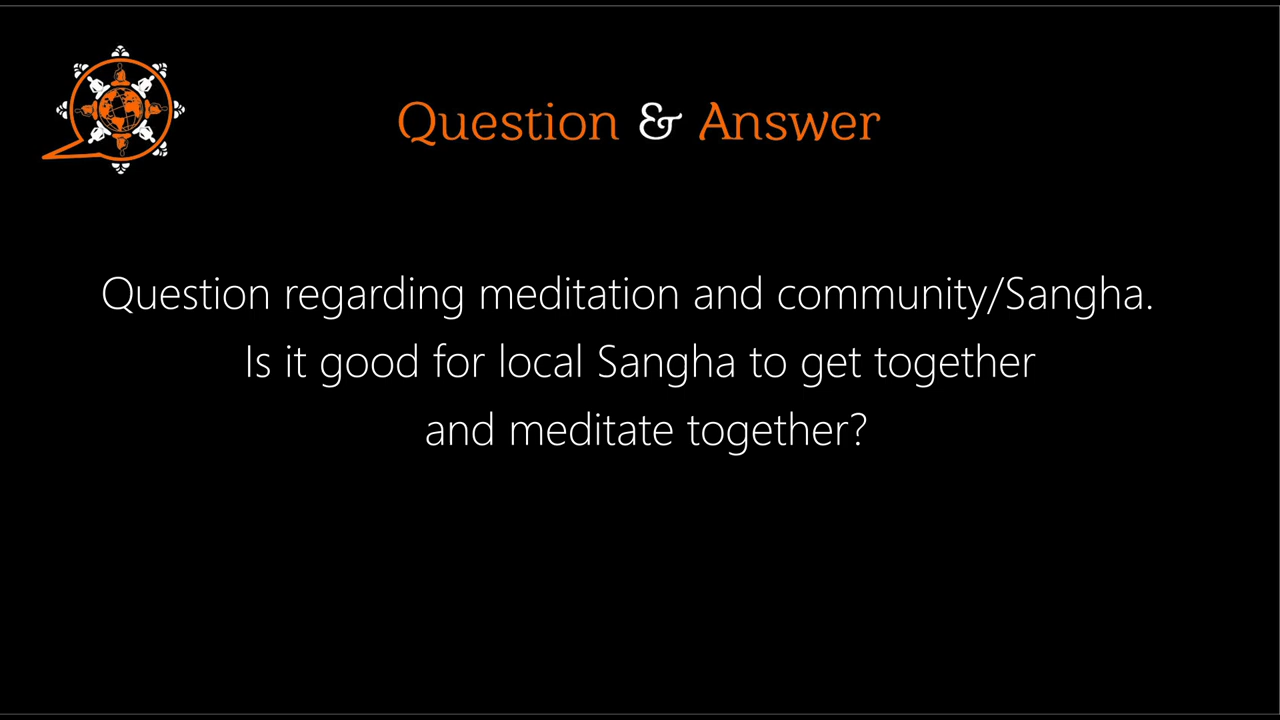 Question & Answer
Question regarding meditation and community/Sangha.
Is it good for local Sangha to get together
and meditate together?